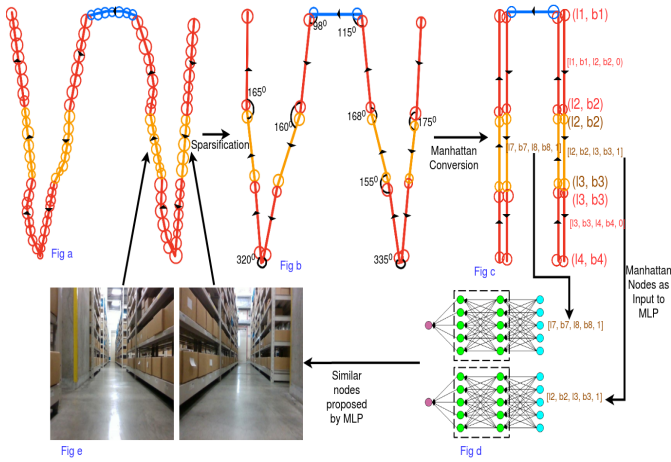 98⁰
115⁰
165⁰
160⁰
168⁰
175⁰
155⁰
320⁰
335⁰
Sparsification
Manhattan
Conversion
Fig a
Fig b
Fig c
(l1, b1)
[l1, b1, l2, b2, 0)
(l2, b2)
(l2, b2)
[l7, b7, l8, b8, 1]
[l2, b2, l3, b3, 1]
(l3, b3)
(l3, b3)
[l3, b3, l4, b4, 0]
(l4, b4)
Manhattan
Nodes as
Input to
MLP
[l7, b7, l8, b8, 1]
[l2, b2, l3, b3, 1]
Similar
nodes
proposed
by MLP
Fig e
Fig d